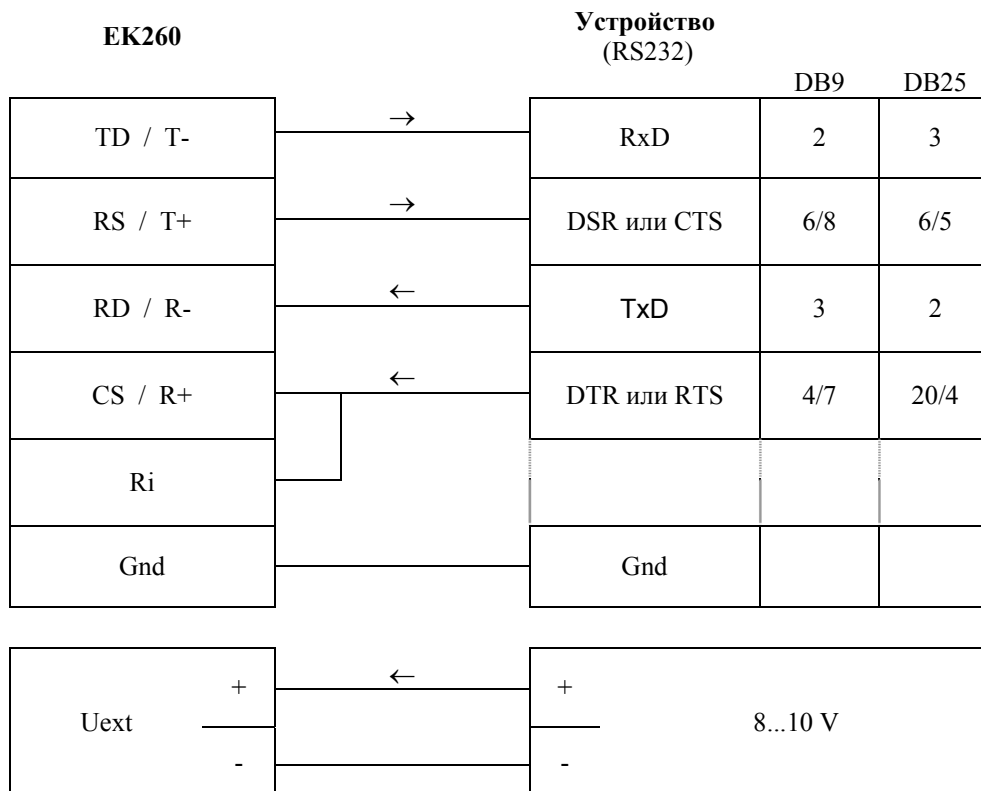 EK260 Устройство
(RS232)
DB9 DB25
TD / T- → RxD 2 3
RS / T+ → DSR или CTS 6/8 6/5
RD / R- ← TxD 3 2
CS / R+ ← DTR или RTS 4/7 20/4
Ri
Gnd Gnd
+ ← +
Uext 8...10 V
- -